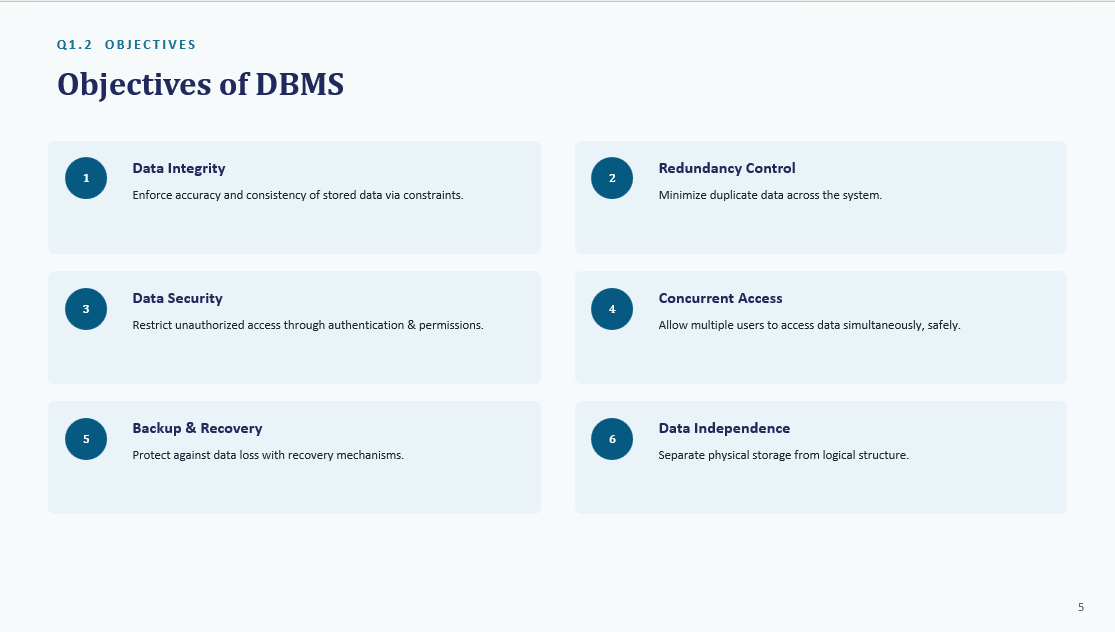 Q1.2 OBJECTIVES
Objectives of DBMS
1
Data Integrity
Enforce accuracy and consistency of stored data via constraints.
2
Redundancy Control
Minimize duplicate data across the system.
3
Data Security
Restrict unauthorized access through authentication & permissions.
4
Concurrent Access
Allow multiple users to access data simultaneously, safely.
5
Backup & Recovery
Protect against data loss with recovery mechanisms.
6
Data Independence
Separate physical storage from logical structure.
5